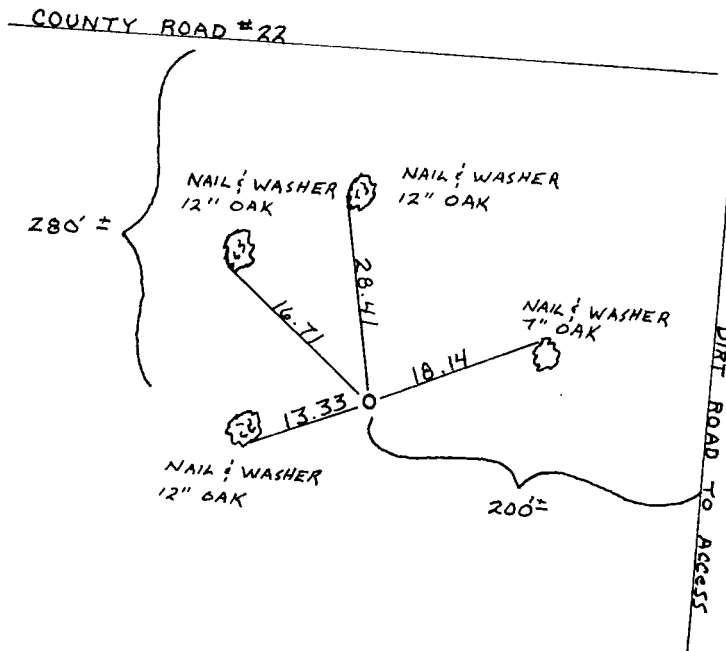 COUNTY ROAD #22
NAIL & WASHER
12" OAK
NAIL & WASHER
12" OAK
280' ±
28.41
16.71
NAIL & WASHER
7" OAK
18.14
13.33
NAIL & WASHER
12" OAK
200'±
DIRT ROAD TO ACCESS